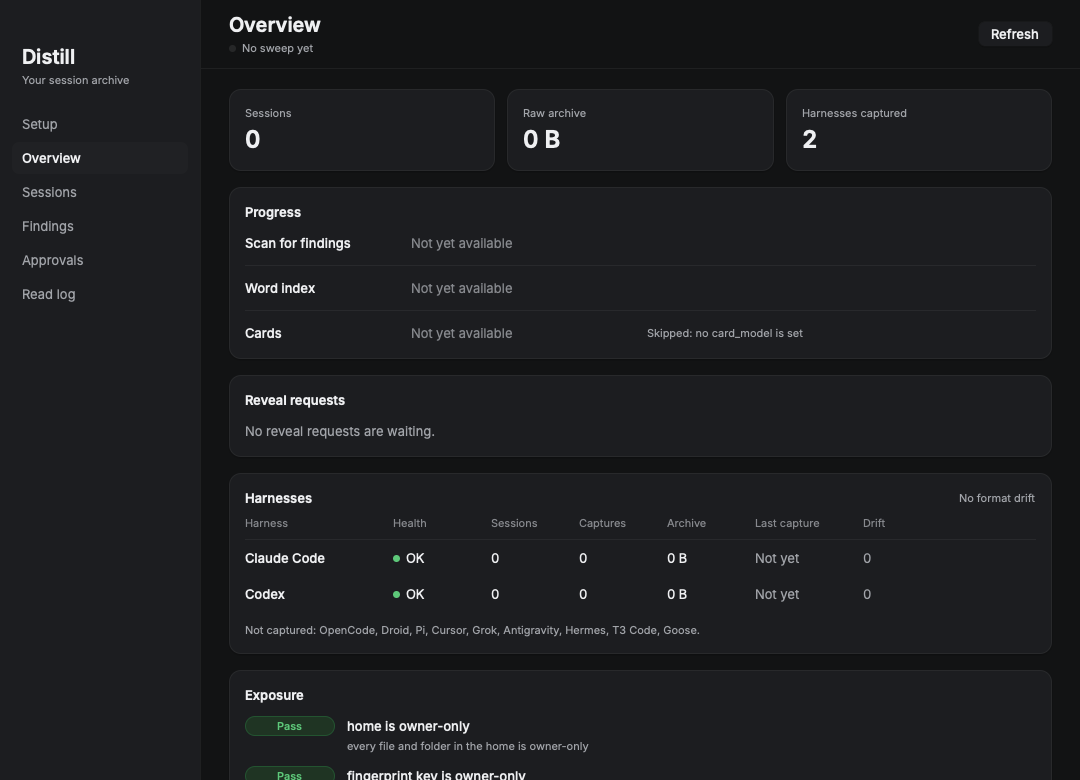 Distill
Your session archive
Setup
Overview
Sessions
Findings
Approvals
Read log
Overview
No sweep yet
Refresh
Sessions
0
Raw archive
0 B
Harnesses captured
2
Progress
Scan for findings Not yet available
Word index Not yet available
Cards Not yet available Skipped: no card_model is set
Reveal requests
No reveal requests are waiting.
Harnesses No format drift
Harness Health Sessions Captures Archive Last capture Drift
Claude Code OK 0 0 0 B Not yet 0
Codex OK 0 0 0 B Not yet 0
Not captured: OpenCode, Droid, Pi, Cursor, Grok, Antigravity, Hermes, T3 Code, Goose.
Exposure
Pass home is owner-only
every file and folder in the home is owner-only
Pass fingerprint key is owner-only